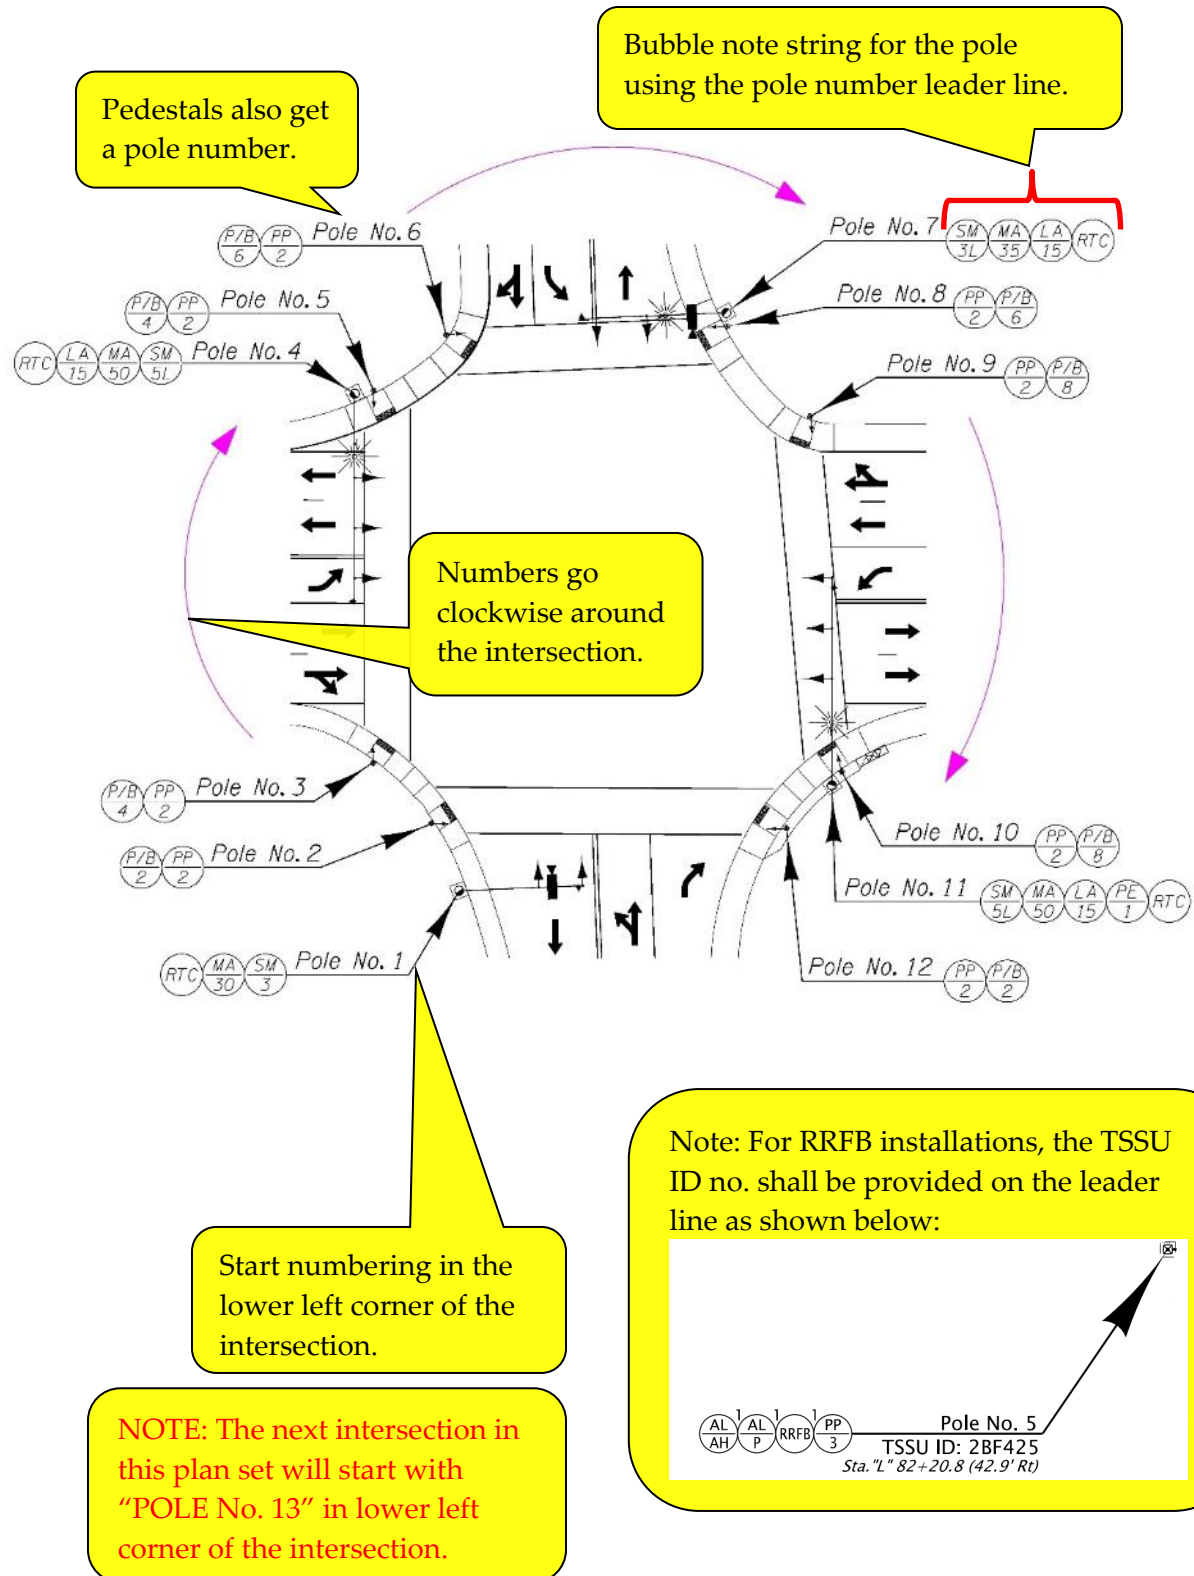 Bubble note string for the pole
using the pole number leader line.
Pedestals also get
a pole number.
P/B 6 PP 2 Pole No. 6
Pole No. 7 SM 3L MA 35 LA 15 RTC
P/B 4 PP 2 Pole No. 5
Pole No. 8 PP 2 P/B 6
RTC LA 15 MA 50 SM 5L Pole No. 4
Pole No. 9 PP 2 P/B 8
Numbers go
clockwise around
the intersection.
P/B 4 PP 2 Pole No. 3
Pole No. 10 PP 2 P/B 8
P/B 2 PP 2 Pole No. 2
Pole No. 11 SM 5L MA 50 LA 15 PE 1 RTC
RTC MA 30 SM 3 Pole No. 1
Pole No. 12 PP 2 P/B 2
Start numbering in the
lower left corner of the
intersection.
NOTE: The next intersection in
this plan set will start with
“POLE No. 13” in lower left
corner of the intersection.
Note: For RRFB installations, the TSSU
ID no. shall be provided on the leader
line as shown below:
AL AH 1 AL P 1 RRFB 1 PP 3 Pole No. 5
TSSU ID: 2BF425
Sta."L" 82+20.8 (42.9' Rt)